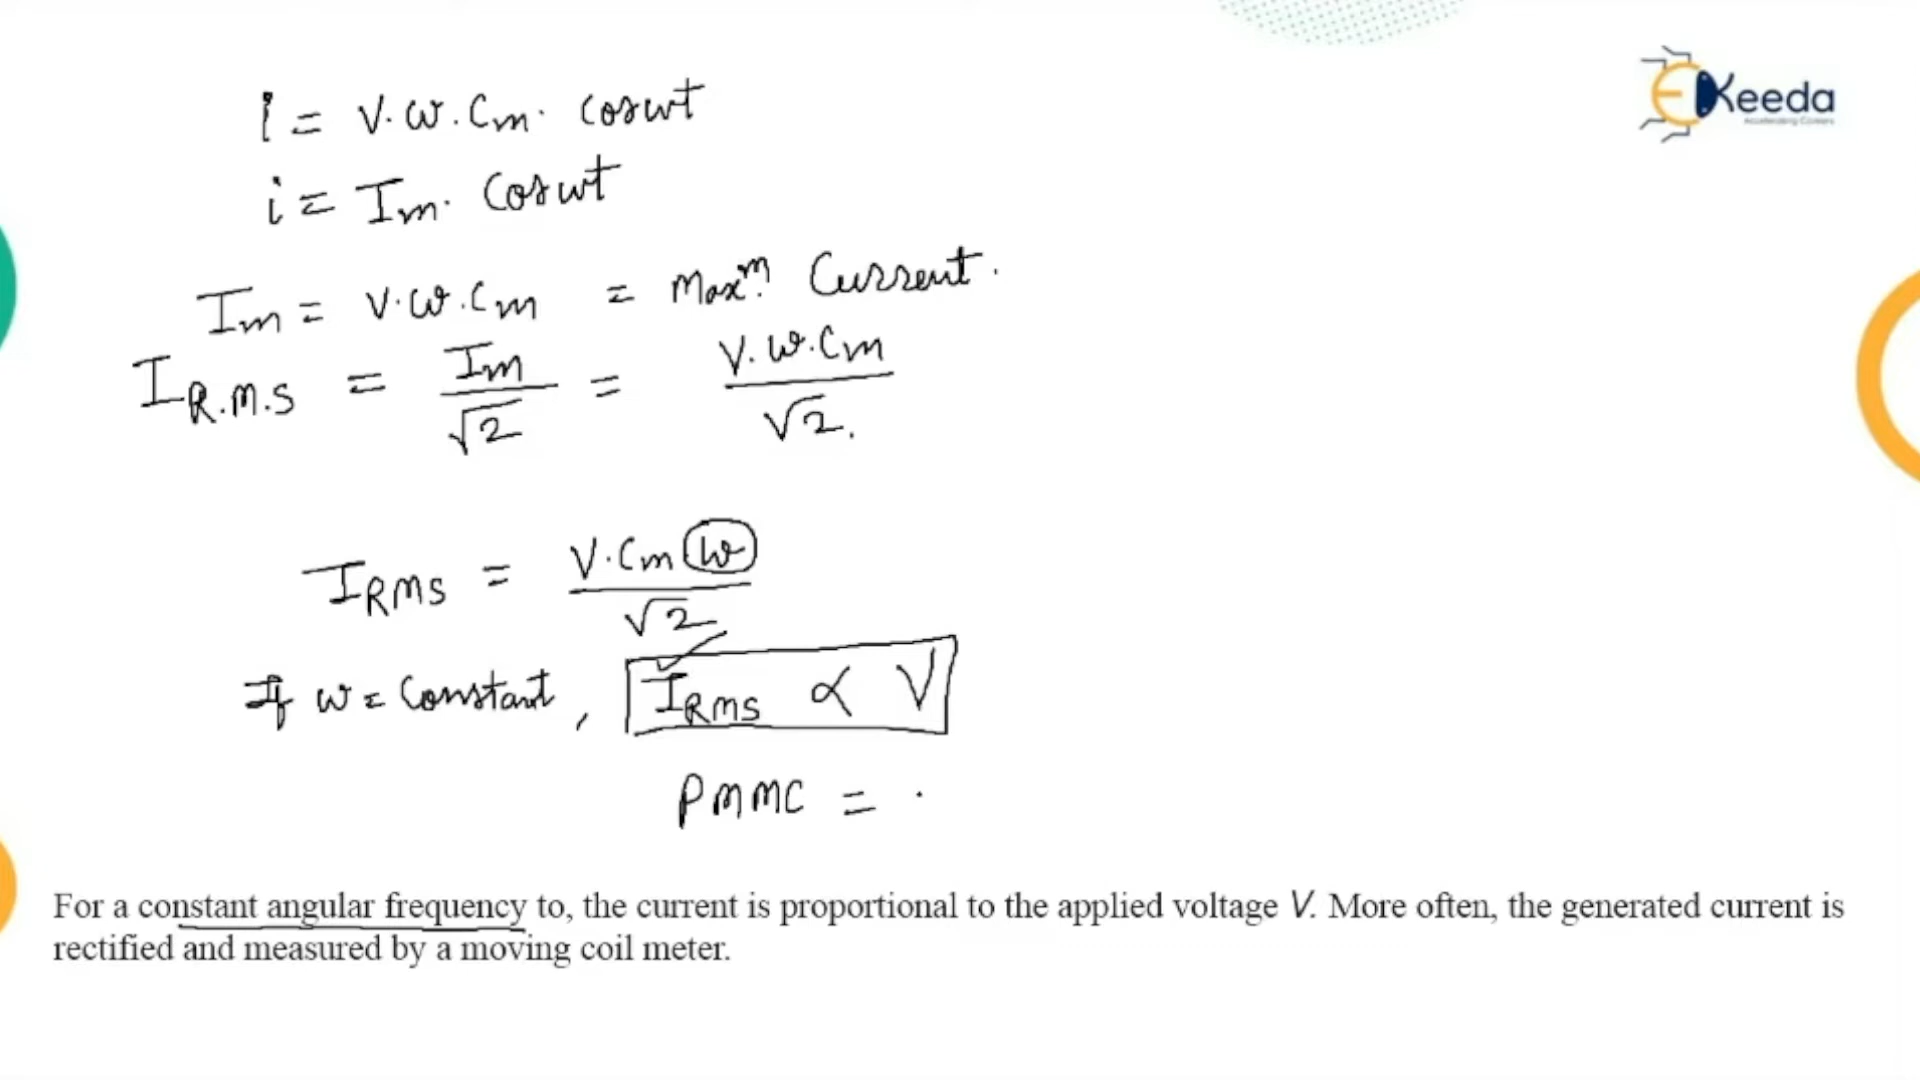 i = V.ω.Cm. cosωt
i = Im. Cosωt
Im = V.ω.Cm = Maxᵐ. Current.
I R.M.S = Im/√2 = V.ω.Cm/√2.
IRMS = V.Cm ω/√2
If ω = Constant, IRMS ∝ V
PMMC = .
For a constant angular frequency to, the current is proportional to the applied voltage V. More often, the generated current is
rectified and measured by a moving coil meter.
EKeeda